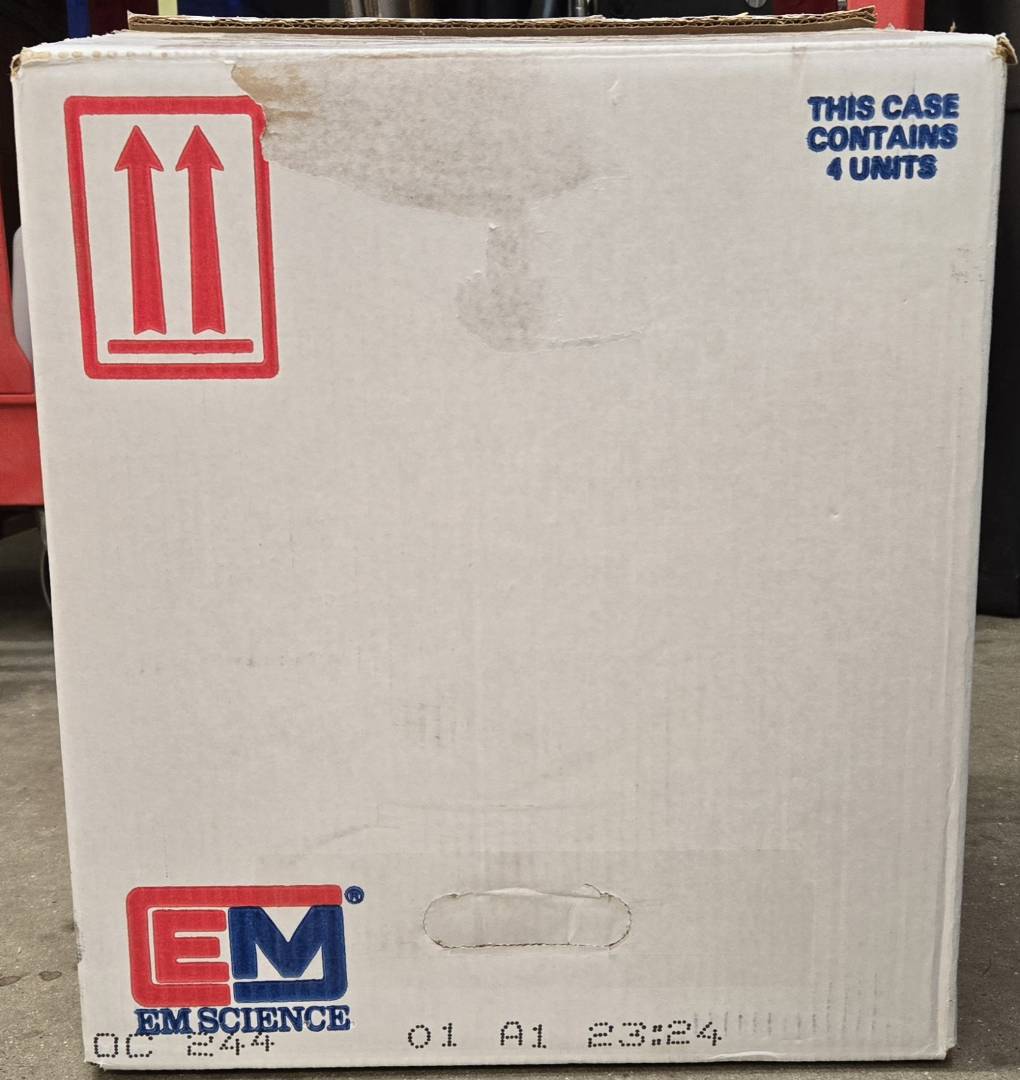 THIS CASE
CONTAINS
4 UNITS
EM®
EM SCIENCE
OC 244 01 A1 23:24